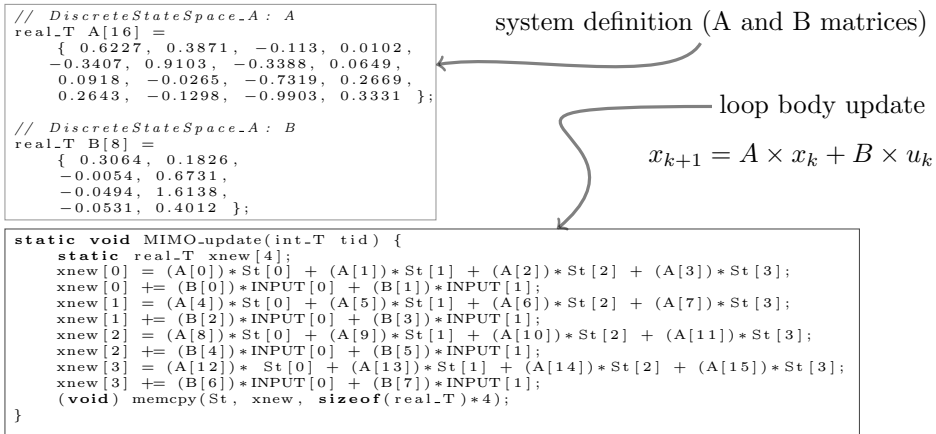 // DiscreteStateSpace_A: A
real_T A[16] =
{ 0.6227, 0.3871, −0.113, 0.0102,
−0.3407, 0.9103, −0.3388, 0.0649,
0.0918, −0.0265, −0.7319, 0.2669,
0.2643, −0.1298, −0.9903, 0.3331 };
// DiscreteStateSpace_A: B
real_T B[8] =
{ 0.3064, 0.1826,
−0.0054, 0.6731,
−0.0494, 1.6138,
−0.0531, 0.4012 };
system definition (A and B matrices)
loop body update
x_{k+1} = A × x_k + B × u_k
static void MIMO_update(int_T tid) {
static real_T xnew[4];
xnew[0] = (A[0])*St[0] + (A[1])*St[1] + (A[2])*St[2] + (A[3])*St[3];
xnew[0] += (B[0])*INPUT[0] + (B[1])*INPUT[1];
xnew[1] = (A[4])*St[0] + (A[5])*St[1] + (A[6])*St[2] + (A[7])*St[3];
xnew[1] += (B[2])*INPUT[0] + (B[3])*INPUT[1];
xnew[2] = (A[8])*St[0] + (A[9])*St[1] + (A[10])*St[2] + (A[11])*St[3];
xnew[2] += (B[4])*INPUT[0] + (B[5])*INPUT[1];
xnew[3] = (A[12])* St[0] + (A[13])*St[1] + (A[14])*St[2] + (A[15])*St[3];
xnew[3] += (B[6])*INPUT[0] + (B[7])*INPUT[1];
(void) memcpy(St, xnew, sizeof(real_T)*4);
}